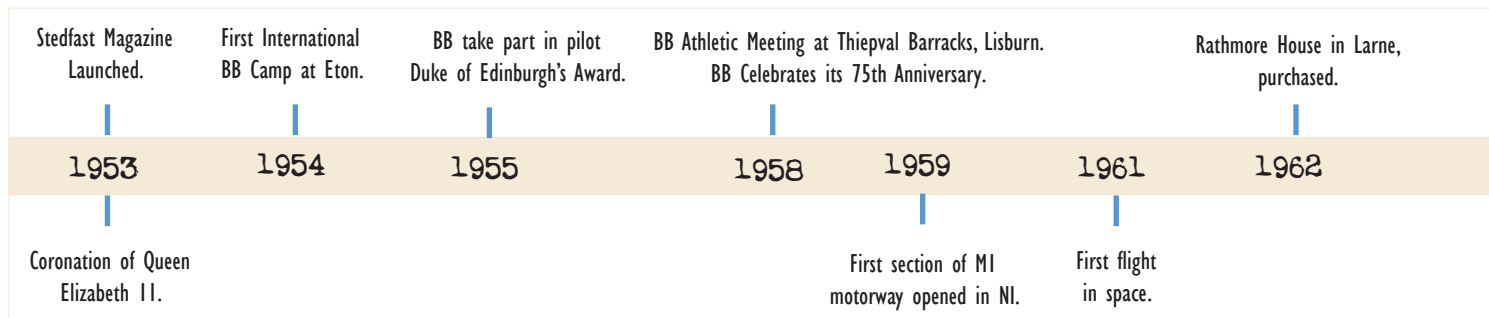 Stedfast Magazine
Launched.
First International
BB Camp at Eton.
BB take part in pilot
Duke of Edinburgh's Award.
BB Athletic Meeting at Thiepval Barracks, Lisburn.
BB Celebrates its 75th Anniversary.
Rathmore House in Larne,
purchased.
1953
1954
1955
1958
1959
1961
1962
Coronation of Queen
Elizabeth 11.
First section of M1
motorway opened in NI.
First flight
in space.